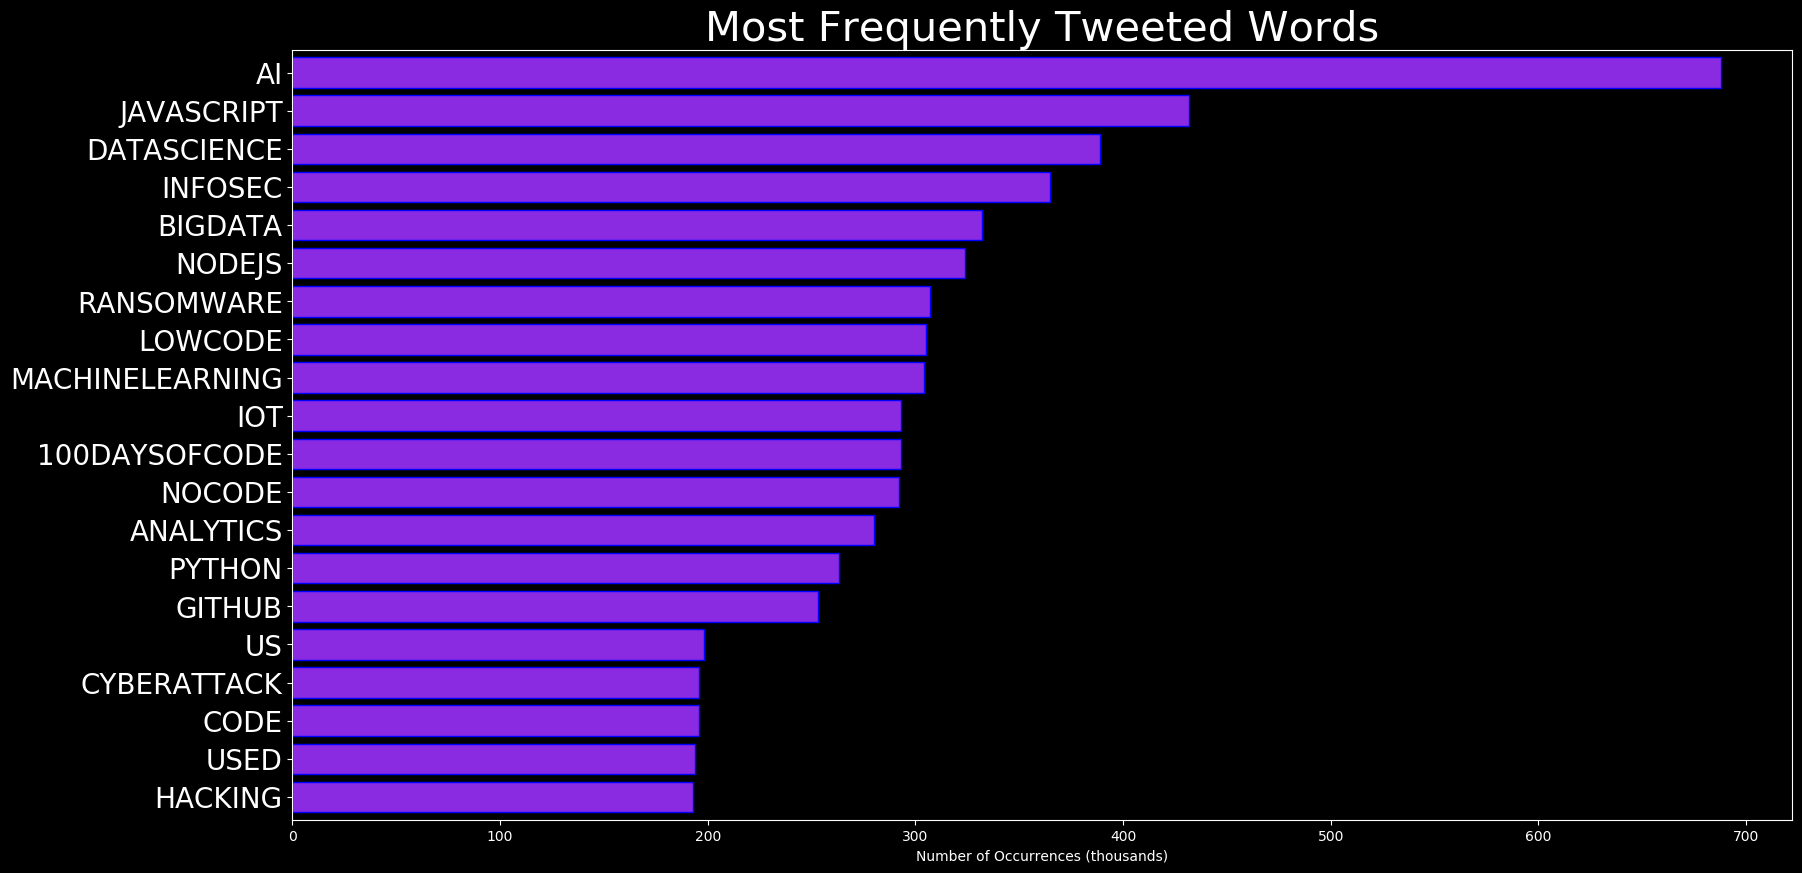 Most Frequently Tweeted Words
AI
JAVASCRIPT
DATASCIENCE
INFOSEC
BIGDATA
NODEJS
RANSOMWARE
LOWCODE
MACHINELEARNING
IOT
100DAYSOFCODE
NOCODE
ANALYTICS
PYTHON
GITHUB
US
CYBERATTACK
CODE
USED
HACKING
0 100 200 300 400 500 600 700
Number of Occurrences (thousands)